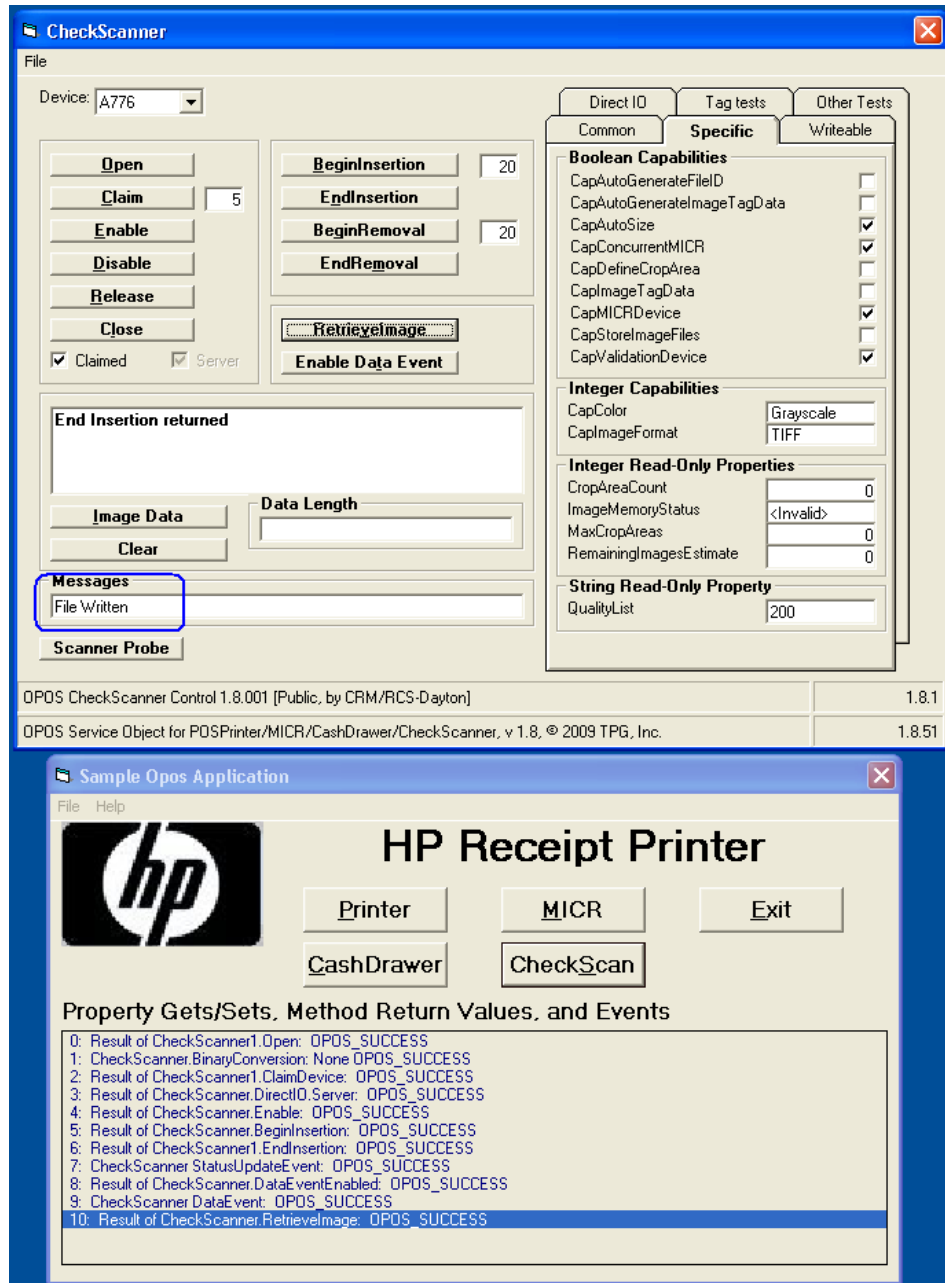 CheckScanner
File
Device: A776
Direct IO Tag tests Other Tests
Common Specific Writeable
Open
Claim 5
Enable
Disable
Release
Close
Claimed Server
BeginInsertion 20
EndInsertion
BeginRemoval 20
EndRemoval
RetrieveImage
Enable Data Event
End Insertion returned
Image Data
Clear
Data Length
Messages
File Written
Scanner Probe
Boolean Capabilities
CapAutoGenerateFileID
CapAutoGenerateImageTagData
CapAutoSize
CapConcurrentMICR
CapDefineCropArea
CapImageTagData
CapMICRDevice
CapStoreImageFiles
CapValidationDevice
Integer Capabilities
CapColor Grayscale
CapImageFormat TIFF
Integer Read-Only Properties
CropAreaCount 0
ImageMemoryStatus <Invalid>
MaxCropAreas 0
RemainingImagesEstimate 0
String Read-Only Property
QualityList 200
OPOS CheckScanner Control 1.8.001 [Public, by CRM/RCS-Dayton] 1.8.1
OPOS Service Object for POSPrinter/MICR/CashDrawer/CheckScanner, v 1.8, © 2009 TPG, Inc. 1.8.51
Sample Opos Application
File Help
hp
HP Receipt Printer
Printer MICR Exit
CashDrawer CheckScan
Property Gets/Sets, Method Return Values, and Events
0: Result of CheckScanner1.Open: OPOS_SUCCESS
1: CheckScanner.BinaryConversion: None OPOS_SUCCESS
2: Result of CheckScanner1.ClaimDevice: OPOS_SUCCESS
3: Result of CheckScanner.DirectIO.Server: OPOS_SUCCESS
4: Result of CheckScanner.Enable: OPOS_SUCCESS
5: Result of CheckScanner.BeginInsertion: OPOS_SUCCESS
6: Result of CheckScanner1.EndInsertion: OPOS_SUCCESS
7: CheckScanner StatusUpdateEvent: OPOS_SUCCESS
8: Result of CheckScanner.DataEventEnabled: OPOS_SUCCESS
9: CheckScanner DataEvent: OPOS_SUCCESS
10: Result of CheckScanner.RetrieveImage: OPOS_SUCCESS